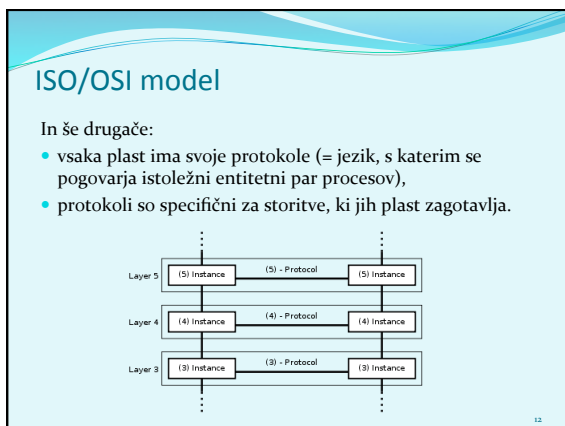 ISO/OSI model
In še drugače:
• vsaka plast ima svoje protokole (= jezik, s katerim se
pogovarja istoležni entitetni par procesov),
• protokoli so specifični za storitve, ki jih plast zagotavlja.
Layer 5 (5) Instance (5) - Protocol (5) Instance
Layer 4 (4) Instance (4) - Protocol (4) Instance
Layer 3 (3) Instance (3) - Protocol (3) Instance
12